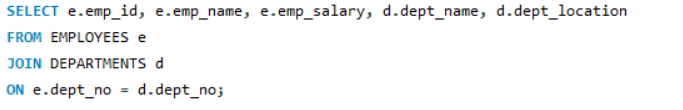 SELECT e.emp_id, e.emp_name, e.emp_salary, d.dept_name, d.dept_location
FROM EMPLOYEES e
JOIN DEPARTMENTS d
ON e.dept_no = d.dept_no;